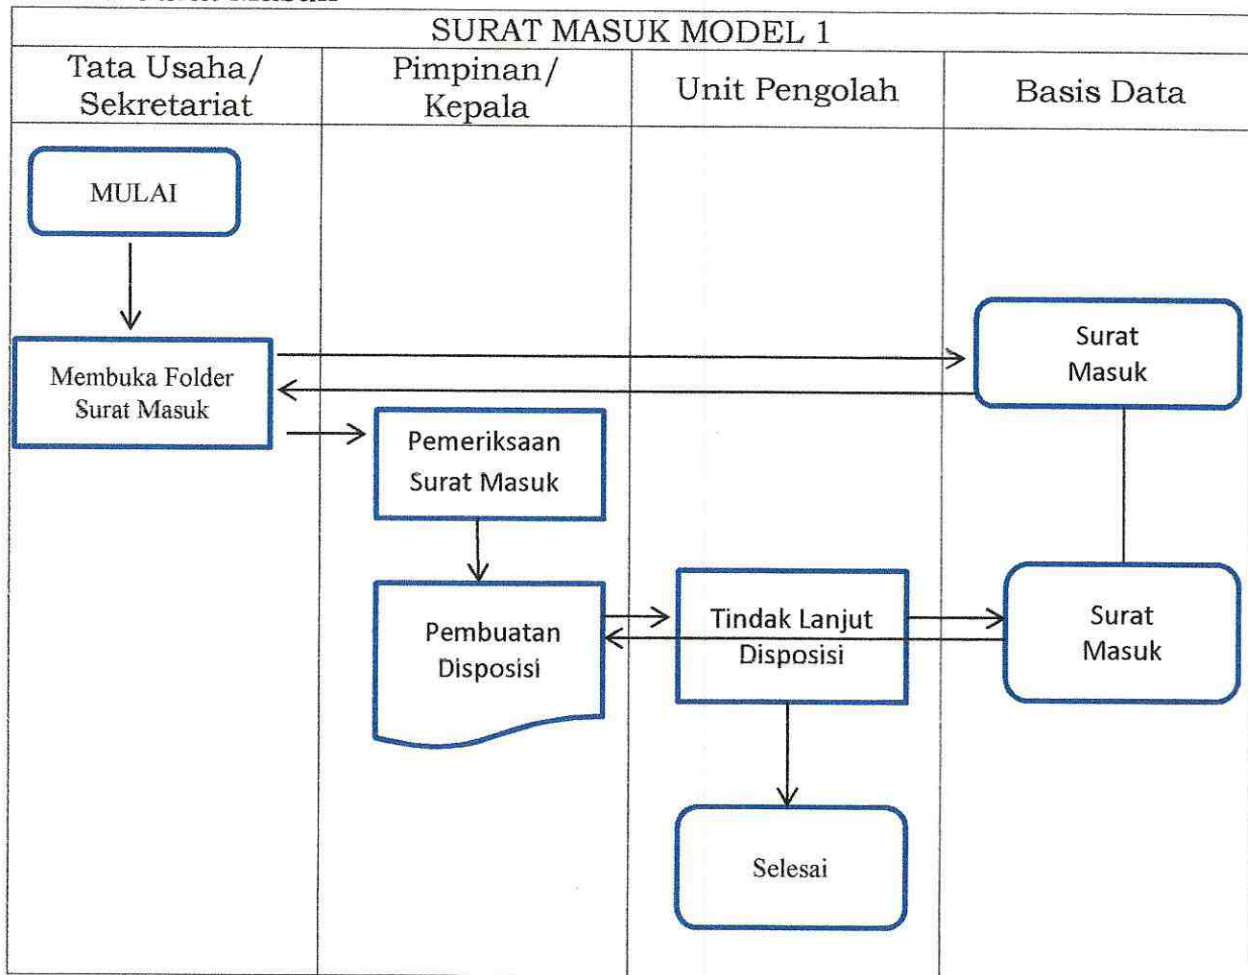 SURAT MASUK MODEL 1
Tata Usaha/
Sekretariat
Pimpinan/
Kepala
Unit Pengolah
Basis Data
MULAI
Membuka Folder
Surat Masuk
Surat
Masuk
Pemeriksaan
Surat Masuk
Pembuatan
Disposisi
Tindak Lanjut
Disposisi
Surat
Masuk
Selesai